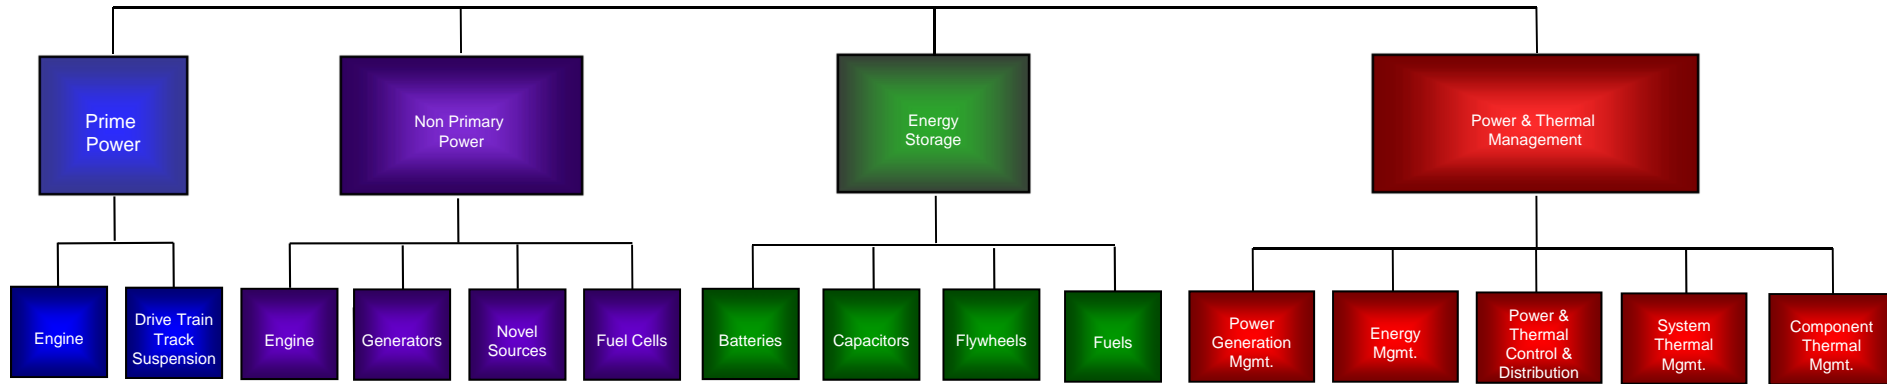 Prime
Power
Non Primary
Power
Energy
Storage
Power & Thermal
Management
Engine
Drive Train
Track
Suspension
Engine
Generators
Novel
Sources
Fuel Cells
Batteries
Capacitors
Flywheels
Fuels
Power
Generation
Mgmt.
Energy
Mgmt.
Power &
Thermal
Control &
Distribution
System
Thermal
Mgmt.
Component
Thermal
Mgmt.